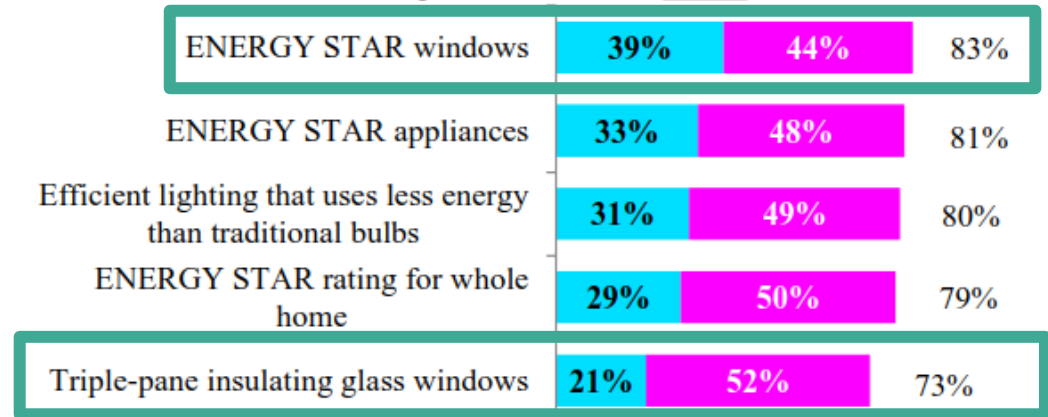 ENERGY STAR windows 39% 44% 83%
ENERGY STAR appliances 33% 48% 81%
Efficient lighting that uses less energy
than traditional bulbs 31% 49% 80%
ENERGY STAR rating for whole
home 29% 50% 79%
Triple-pane insulating glass windows 21% 52% 73%